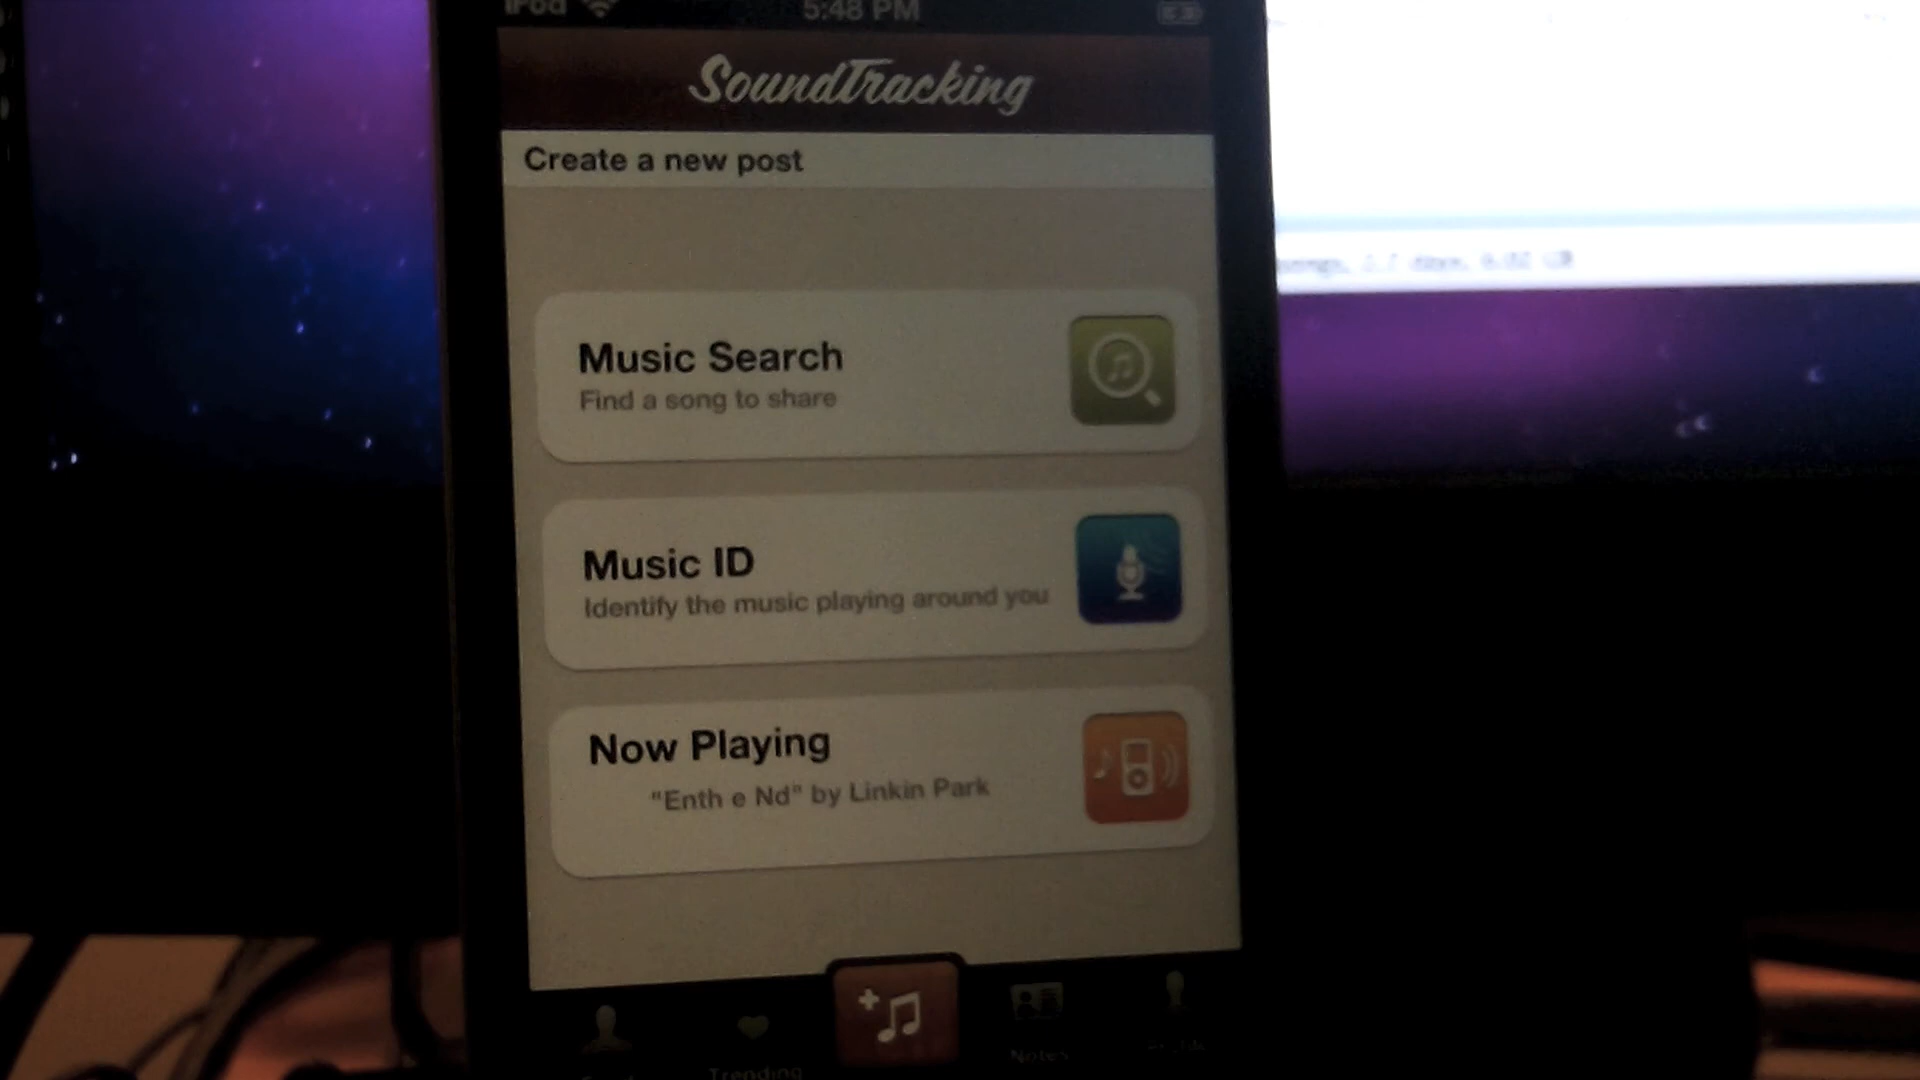 iPod 5:48 PM
SoundTracking
Create a new post
Music Search
Find a song to share
Music ID
Identify the music playing around you
Now Playing
"Enth e Nd" by Linkin Park
Trending
Notes